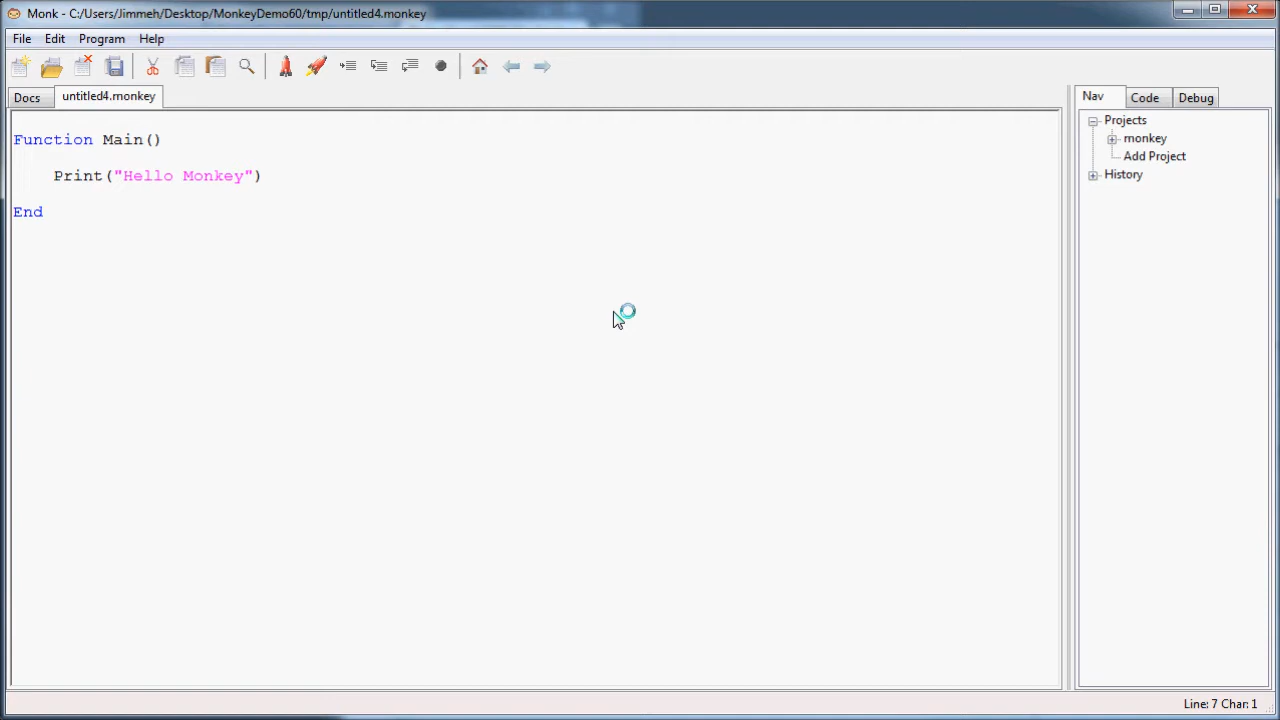 Monk - C:/Users/Jimmeh/Desktop/MonkeyDemo60/tmp/untitled4.monkey
File Edit Program Help
Docs untitled4.monkey
Nav Code Debug
Function Main()
Print("Hello Monkey")
End
Projects
monkey
Add Project
History
Line:7 Char:1